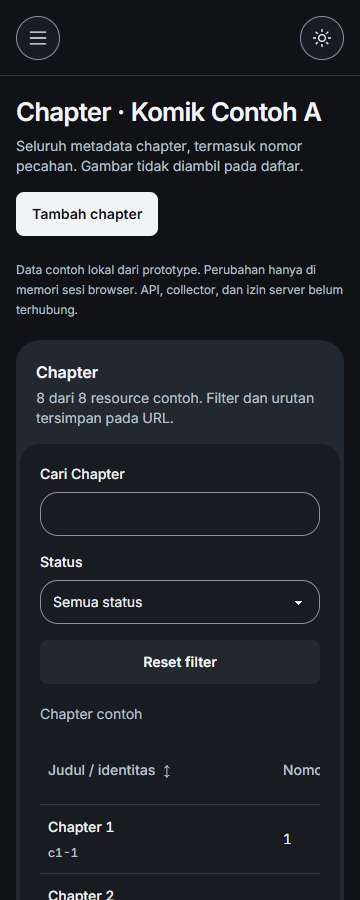 Chapter · Komik Contoh A
Seluruh metadata chapter, termasuk nomor
pecahan. Gambar tidak diambil pada daftar.
Tambah chapter
Data contoh lokal dari prototype. Perubahan hanya di
memori sesi browser. API, collector, dan izin server belum
terhubung.
Chapter
8 dari 8 resource contoh. Filter dan urutan
tersimpan pada URL.
Cari Chapter
Status
Semua status
Reset filter
Chapter contoh
Judul / identitas ↕ Nomo
Chapter 1 1
c1-1
Chapter 2